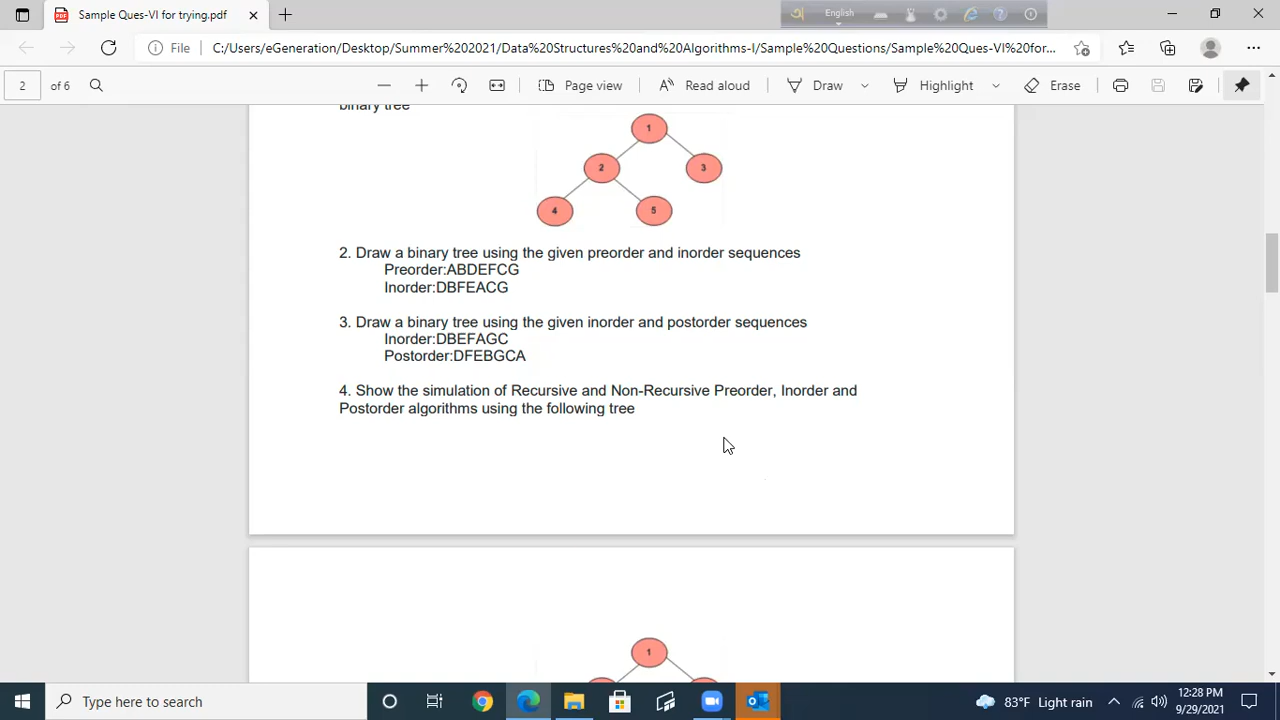 Sample Ques-VI for trying.pdf
English
File
C:/Users/eGeneration/Desktop/Summer%202021/Data%20Structures%20and%20Algorithms-I/Sample%20Questions/Sample%20Ques-VI%20for...
2 of 6
Page view
Read aloud
Draw
Highlight
Erase
binary tree
1
2
3
4
5
2. Draw a binary tree using the given preorder and inorder sequences
Preorder:ABDEFCG
Inorder:DBFEACG
3. Draw a binary tree using the given inorder and postorder sequences
Inorder:DBEFAGC
Postorder:DFEBGCA
4. Show the simulation of Recursive and Non-Recursive Preorder, Inorder and
Postorder algorithms using the following tree
1
Type here to search
83°F Light rain
12:28 PM
9/29/2021